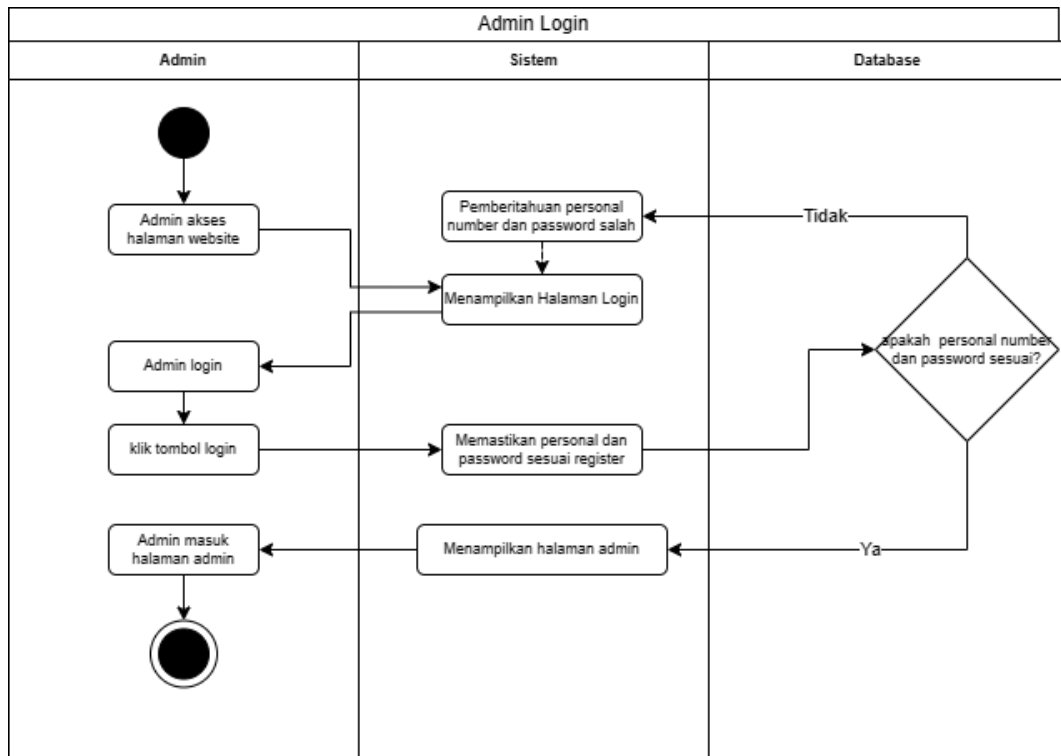 Admin Login
Admin
Sistem
Database
Admin akses
halaman website
Pemberitahuan personal
number dan password salah
Tidak
Menampilkan Halaman Login
apakah personal number
dan password sesuai?
Admin login
klik tombol login
Memastikan personal dan
password sesuai register
Admin masuk
halaman admin
Menampilkan halaman admin
Ya